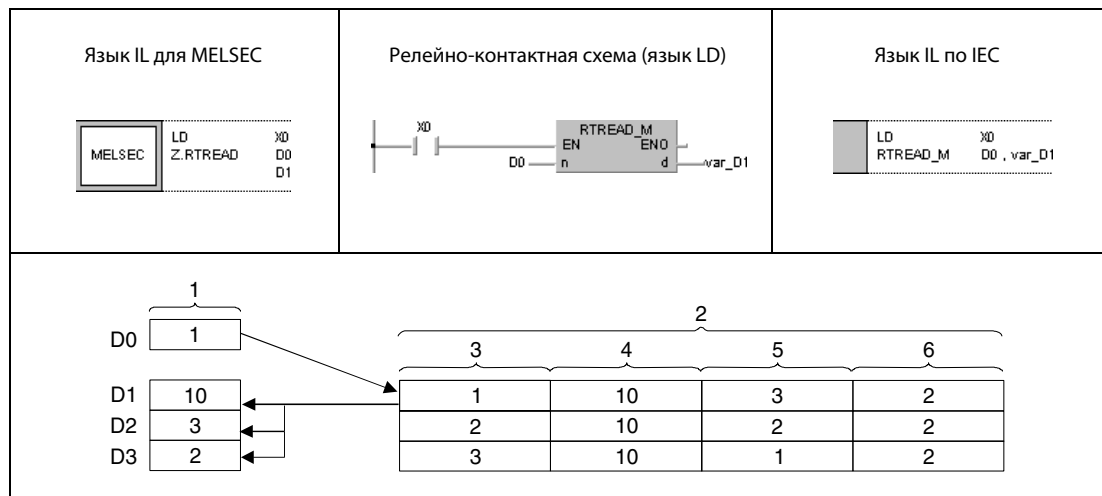 Язык IL для MELSEC
Релейно-контактная схема (язык LD)
Язык IL по IEC
MELSEC
LD X0
Z.RTREAD D0
D1
X0
RTREAD_M
EN ENO
D0 n d var_D1
LD X0
RTREAD_M D0 , var_D1
1
D0 1
2
3 4 5 6
D1 10 1 10 3 2
D2 3 2 10 2 2
D3 2 3 10 1 2